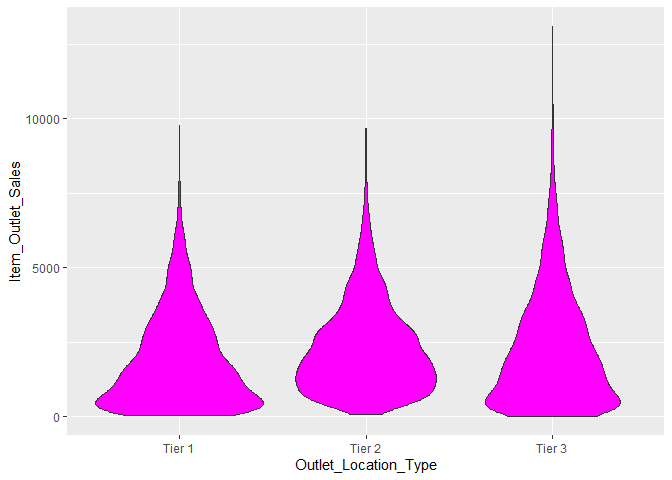 Item_Outlet_Sales
10000
5000
0
Tier 1 Tier 2 Tier 3
Outlet_Location_Type